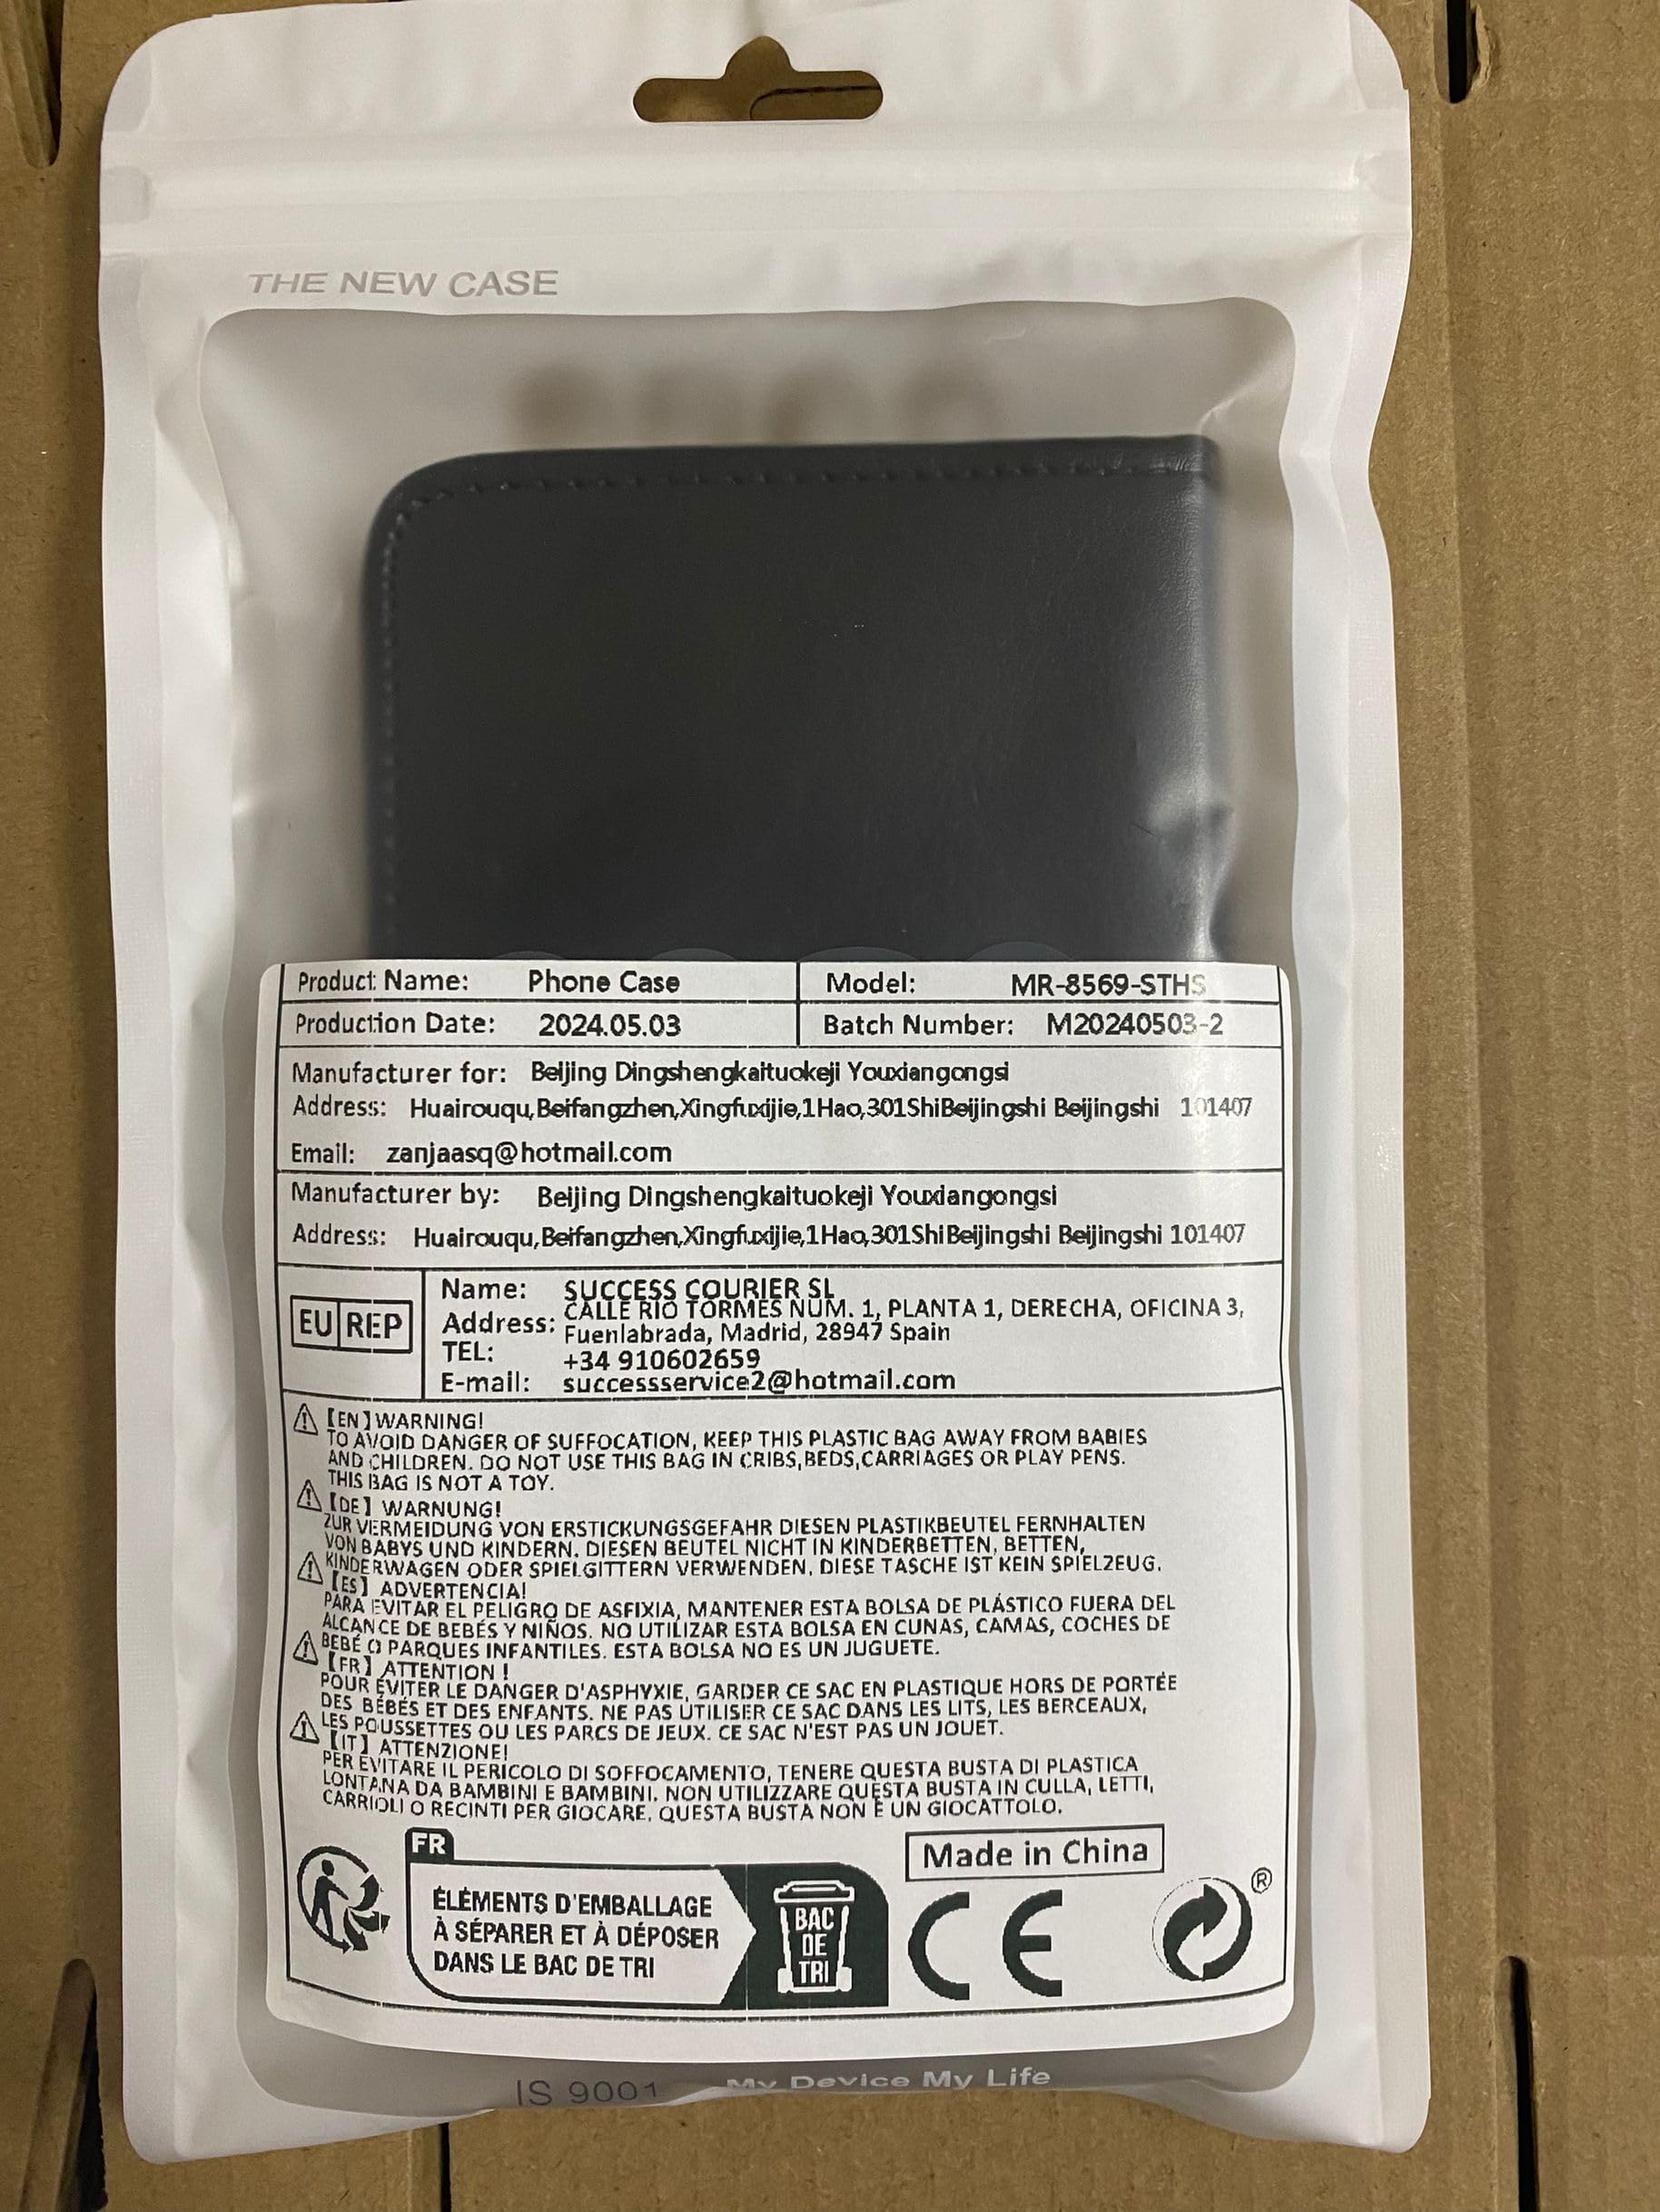 THE NEW CASE
Product Name: Phone Case Model: MR-8569-STHS
Production Date: 2024.05.03 Batch Number: M20240503-2
Manufacturer for: Beijing Dingshengkaituokeji Youxiangongsi
Address: Huairouqu,Beifangzhen,Xingfuxijie,1Hao,301ShiBeijingshi Beijingshi 101407
Email: zanjaasq@hotmail.com
Manufacturer by: Beijing Dingshengkaituokeji Youxiangongsi
Address: Huairouqu,Beifangzhen,Xingfuxijie,1Hao,301ShiBeijingshi Beijingshi 101407
EU REP
Name: SUCCESS COURIER SL
Address: CALLE RIO TORMES NUM. 1, PLANTA 1, DERECHA, OFICINA 3,
Fuenlabrada, Madrid, 28947 Spain
TEL: +34 910602659
E-mail: successservice2@hotmail.com
【EN】WARNING!
TO AVOID DANGER OF SUFFOCATION, KEEP THIS PLASTIC BAG AWAY FROM BABIES
AND CHILDREN. DO NOT USE THIS BAG IN CRIBS,BEDS,CARRIAGES OR PLAY PENS.
THIS BAG IS NOT A TOY.
【DE】WARNUNG!
ZUR VERMEIDUNG VON ERSTICKUNGSGEFAHR DIESEN PLASTIKBEUTEL FERNHALTEN
VON BABYS UND KINDERN. DIESEN BEUTEL NICHT IN KINDERBETTEN, BETTEN,
KINDERWAGEN ODER SPIELGITTERN VERWENDEN. DIESE TASCHE IST KEIN SPIELZEUG.
【ES】ADVERTENCIA!
PARA EVITAR EL PELIGRO DE ASFIXIA, MANTENER ESTA BOLSA DE PLÁSTICO FUERA DEL
ALCANCE DE BEBÉS Y NIÑOS. NO UTILIZAR ESTA BOLSA EN CUNAS, CAMAS, COCHES DE
BEBÉ O PARQUES INFANTILES. ESTA BOLSA NO ES UN JUGUETE.
【FR】ATTENTION !
POUR ÉVITER LE DANGER D'ASPHYXIE, GARDER CE SAC EN PLASTIQUE HORS DE PORTÉE
DES BÉBÉS ET DES ENFANTS. NE PAS UTILISER CE SAC DANS LES LITS, LES BERCEAUX,
LES POUSSETTES OU LES PARCS DE JEUX. CE SAC N'EST PAS UN JOUET.
【IT】ATTENZIONE!
PER EVITARE IL PERICOLO DI SOFFOCAMENTO, TENERE QUESTA BUSTA DI PLASTICA
LONTANA DA BAMBINI E BAMBINI. NON UTILIZZARE QUESTA BUSTA IN CULLA, LETTI,
CARRIOLI O RECINTI PER GIOCARE. QUESTA BUSTA NON È UN GIOCATTOLO.
FR
ÉLÉMENTS D'EMBALLAGE
À SÉPARER ET À DÉPOSER
DANS LE BAC DE TRI
BAC
DE
TRI
Made in China
CE
®
IS 9001 My Device My Life